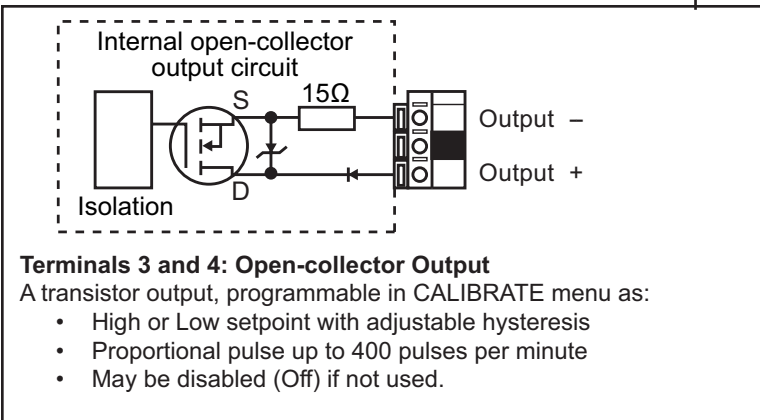 Internal open-collector
output circuit
S
15Ω
Output –
D
Output +
Isolation
Terminals 3 and 4: Open-collector Output
A transistor output, programmable in CALIBRATE menu as:
• High or Low setpoint with adjustable hysteresis
• Proportional pulse up to 400 pulses per minute
• May be disabled (Off) if not used.